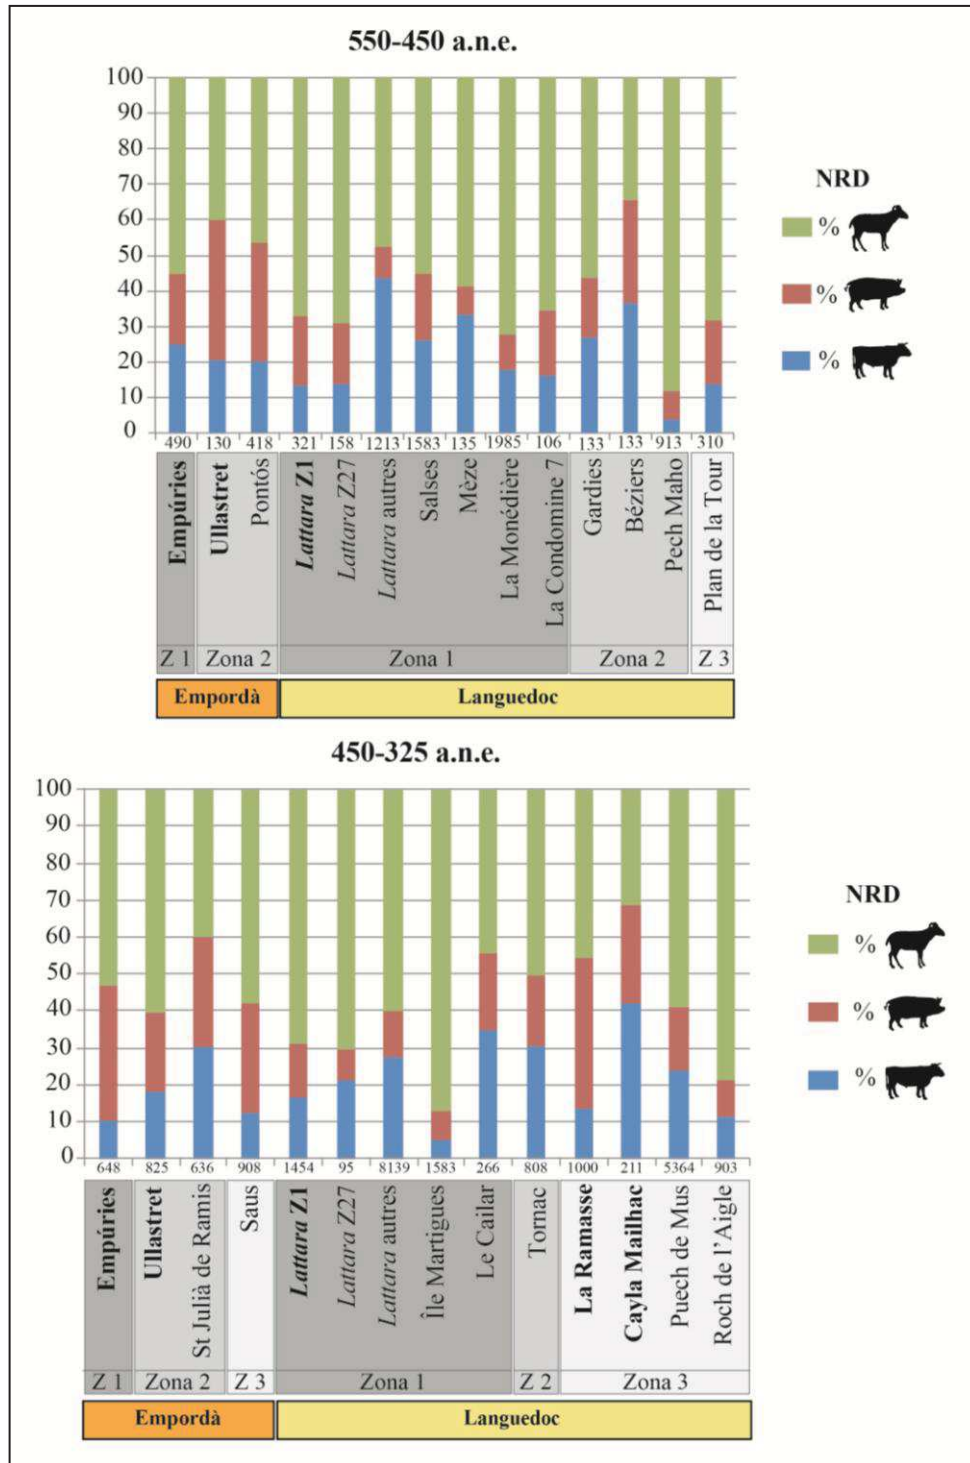 550-450 a.n.e.
100
90
80
70
60
50
40
30
20
10
0
490 130 418 321 158 1213 1583 135 1985 106 133 133 913 310
Empúries
Ullastret
Pontós
Lattara Z1
Lattara Z27
Lattara autres
Salses
Mèze
La Monédière
La Condomine 7
Gardies
Béziers
Pech Maho
Plan de la Tour
Z 1 Zona 2 Zona 1 Zona 2 Z 3
Empordà Languedoc
NRD
%
%
%
450-325 a.n.e.
100
90
80
70
60
50
40
30
20
10
0
648 825 636 908 1454 95 8139 1583 266 808 1000 211 5364 903
Empúries
Ullastret
St Julià de Ramis
Saus
Lattara Z1
Lattara Z27
Lattara autres
Île Martigues
Le Cailar
Tornac
La Ramasse
Cayla Mailhac
Puech de Mus
Roch de l'Aigle
Z 1 Zona 2 Z 3 Zona 1 Z 2 Zona 3
Empordà Languedoc
NRD
%
%
%